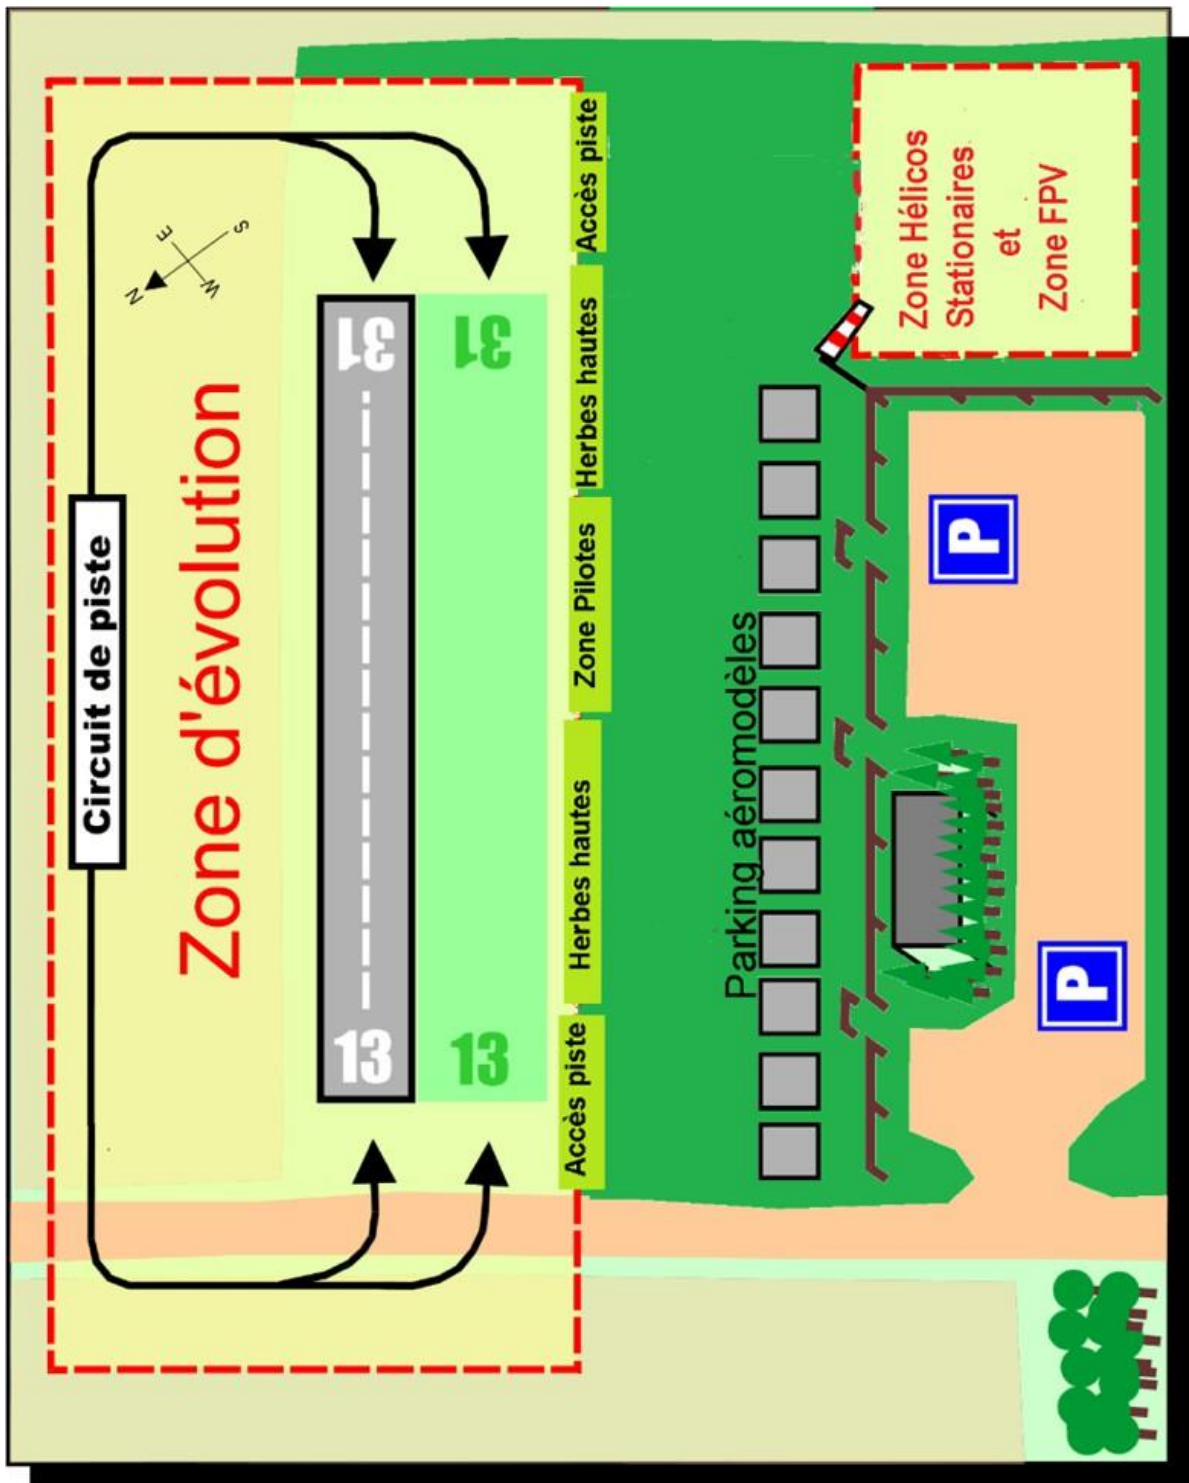 Circuit de piste
Zone d'évolution
N
E
S
W
31
13
31
13
Accès piste
Herbes hautes
Zone Pilotes
Herbes hautes
Accès piste
Parking aéromodèles
Zone Hélicos
Stationaires
et
Zone FPV
P
P